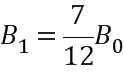 B₁ = 7/12 B₀